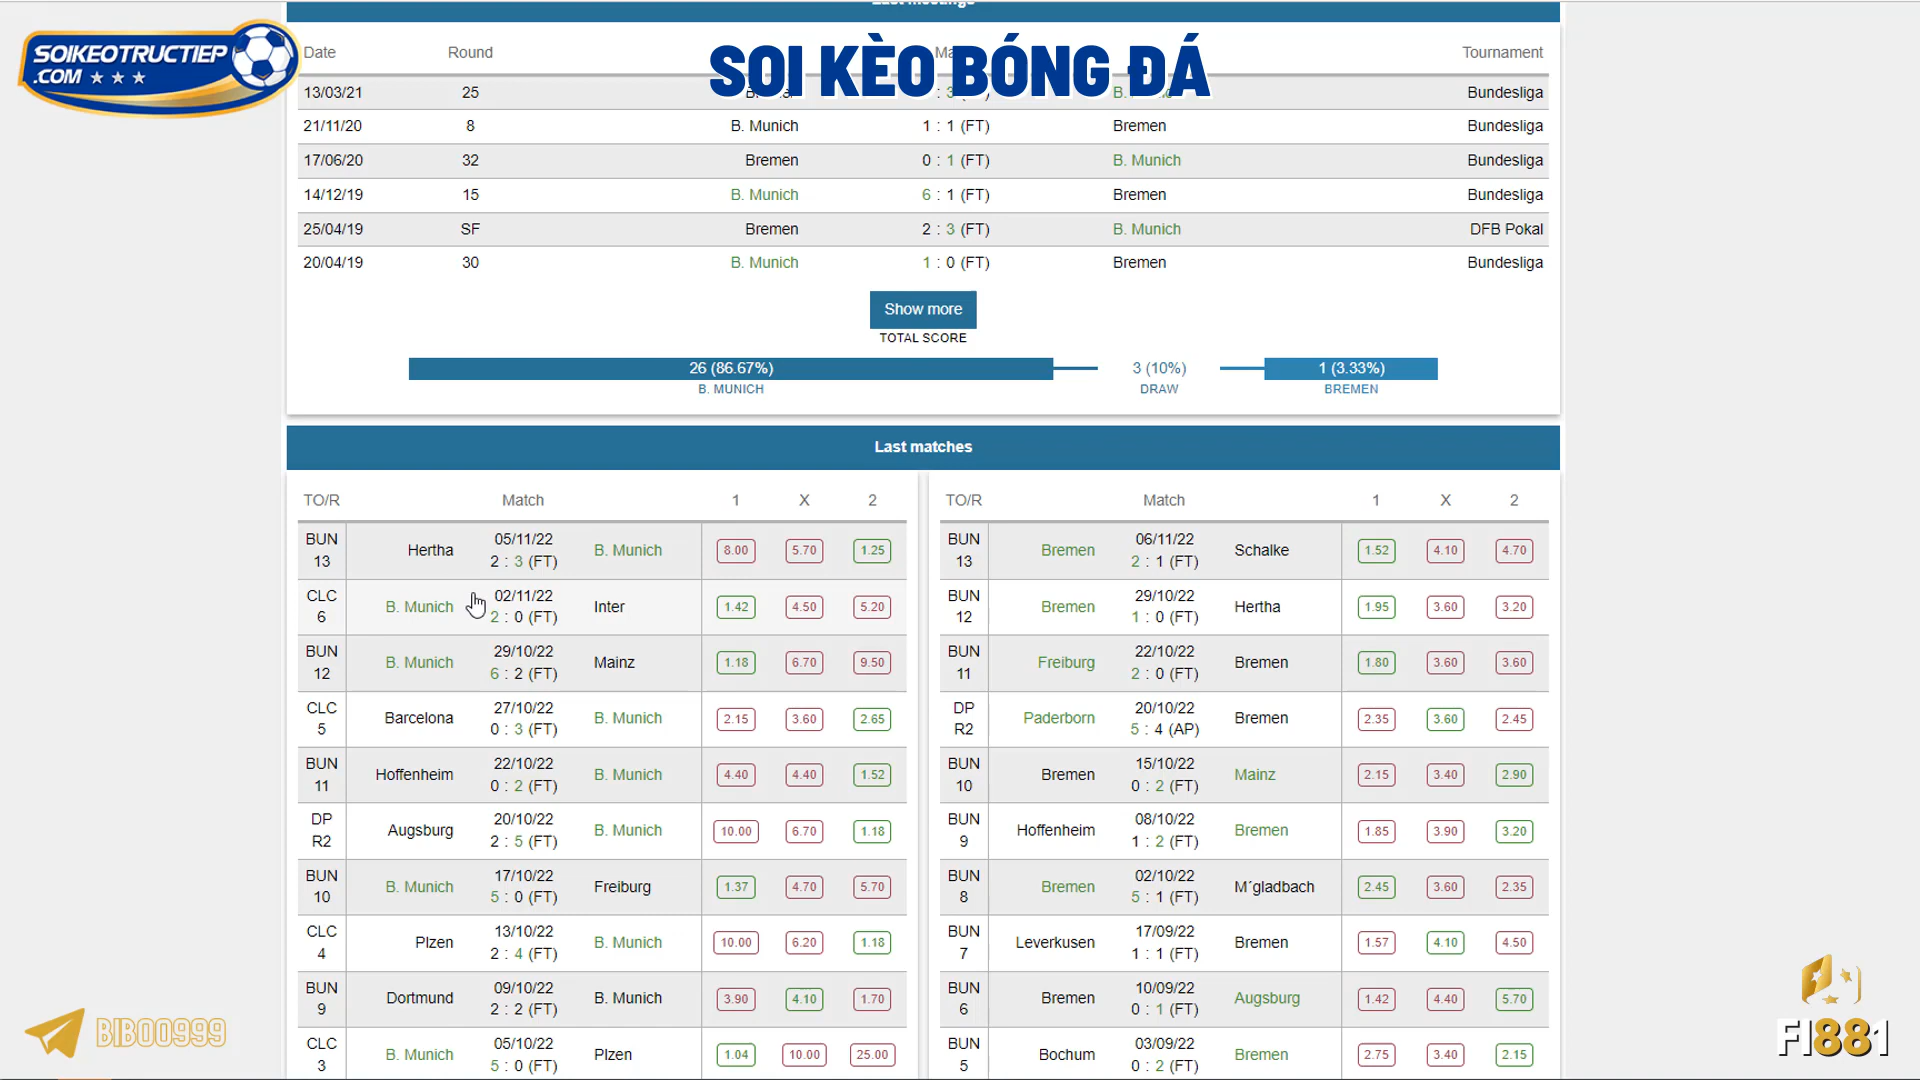 Last meetings
SOIKEOTRUCTIEP
.COM
SOI KÈO BÓNG ĐÁ
Date Round Tournament
13/03/21 25 Bundesliga
21/11/20 8 B. Munich 1 : 1 (FT) Bremen Bundesliga
17/06/20 32 Bremen 0 : 1 (FT) B. Munich Bundesliga
14/12/19 15 B. Munich 6 : 1 (FT) Bremen Bundesliga
25/04/19 SF Bremen 2 : 3 (FT) B. Munich DFB Pokal
20/04/19 30 B. Munich 1 : 0 (FT) Bremen Bundesliga
Show more
TOTAL SCORE
26 (86.67%) 3 (10%) 1 (3.33%)
B. MUNICH DRAW BREMEN
Last matches
TO/R Match 1 X 2
BUN 13 Hertha 05/11/22 2 : 3 (FT) B. Munich 8.00 5.70 1.25
CLC 6 B. Munich 02/11/22 2 : 0 (FT) Inter 1.42 4.50 5.20
BUN 12 B. Munich 29/10/22 6 : 2 (FT) Mainz 1.18 6.70 9.50
CLC 5 Barcelona 27/10/22 0 : 3 (FT) B. Munich 2.15 3.60 2.65
BUN 11 Hoffenheim 22/10/22 0 : 2 (FT) B. Munich 4.40 4.40 1.52
DP R2 Augsburg 20/10/22 2 : 5 (FT) B. Munich 10.00 6.70 1.18
BUN 10 B. Munich 17/10/22 5 : 0 (FT) Freiburg 1.37 4.70 5.70
CLC 4 Plzen 13/10/22 2 : 4 (FT) B. Munich 10.00 6.20 1.18
BUN 9 Dortmund 09/10/22 2 : 2 (FT) B. Munich 3.90 4.10 1.70
CLC 3 B. Munich 05/10/22 5 : 0 (FT) Plzen 1.04 10.00 25.00
TO/R Match 1 X 2
BUN 13 Bremen 06/11/22 2 : 1 (FT) Schalke 1.52 4.10 4.70
BUN 12 Bremen 29/10/22 1 : 0 (FT) Hertha 1.95 3.60 3.20
BUN 11 Freiburg 22/10/22 2 : 0 (FT) Bremen 1.80 3.60 3.60
DP R2 Paderborn 20/10/22 5 : 4 (AP) Bremen 2.35 3.60 2.45
BUN 10 Bremen 15/10/22 0 : 2 (FT) Mainz 2.15 3.40 2.90
BUN 9 Hoffenheim 08/10/22 1 : 2 (FT) Bremen 1.85 3.90 3.20
BUN 8 Bremen 02/10/22 5 : 1 (FT) M´gladbach 2.45 3.60 2.35
BUN 7 Leverkusen 17/09/22 1 : 1 (FT) Bremen 1.57 4.10 4.50
BUN 6 Bremen 10/09/22 0 : 1 (FT) Augsburg 1.42 4.40 5.70
BUN 5 Bochum 03/09/22 0 : 2 (FT) Bremen 2.75 3.40 2.15
BIBOO999
FI881